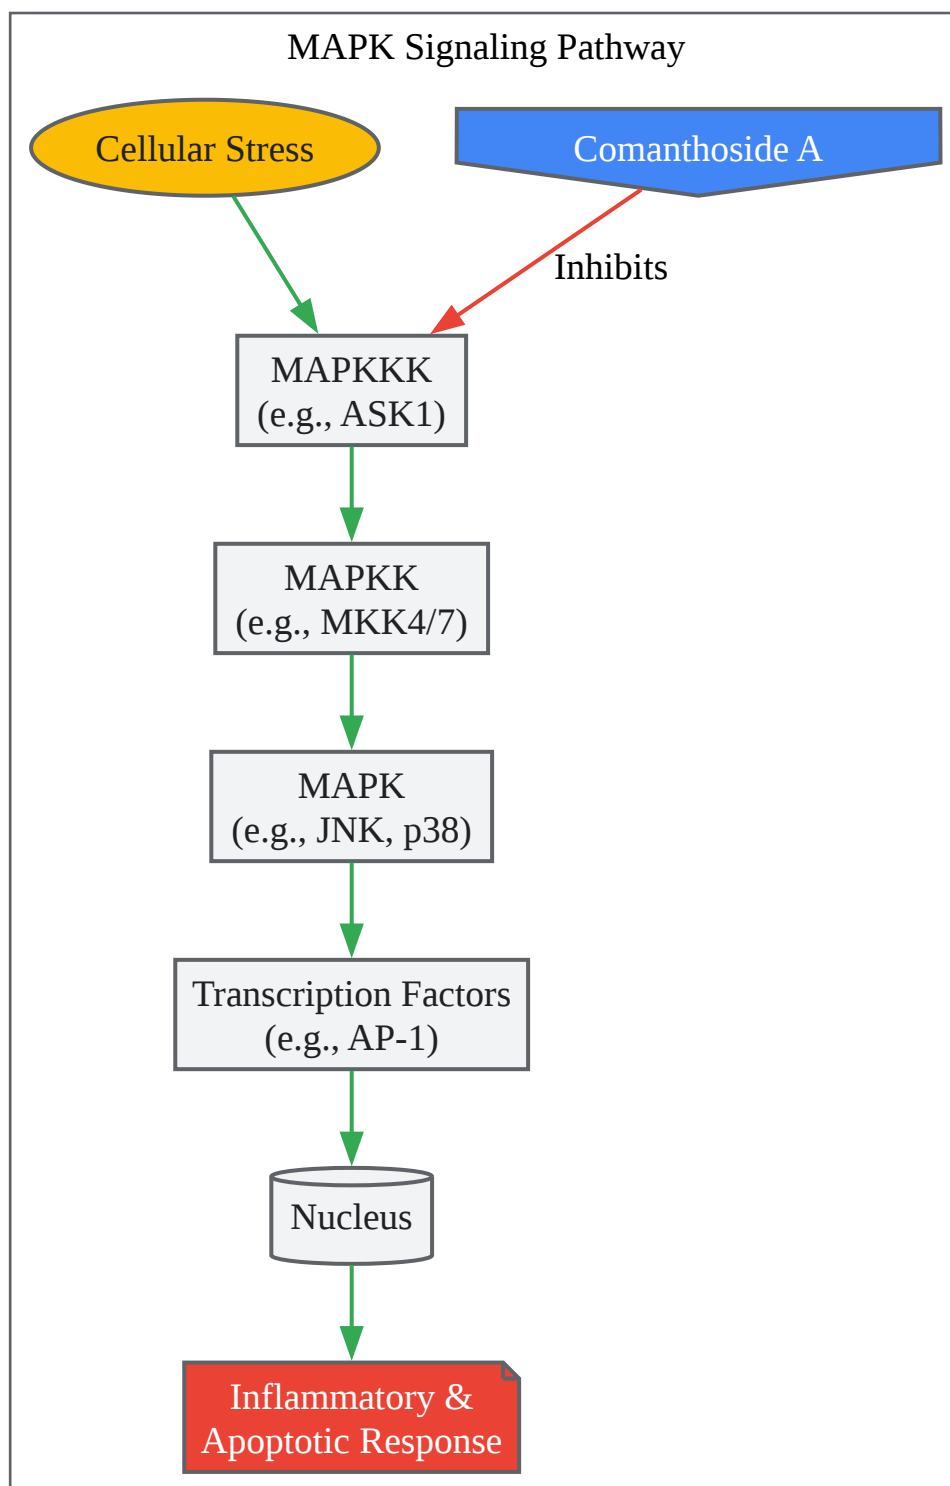 MAPK Signaling Pathway
Cellular Stress
Comanthoside A
Inhibits
MAPKKK
(e.g., ASK1)
MAPKK
(e.g., MKK4/7)
MAPK
(e.g., JNK, p38)
Transcription Factors
(e.g., AP-1)
Nucleus
Inflammatory &
Apoptotic Response